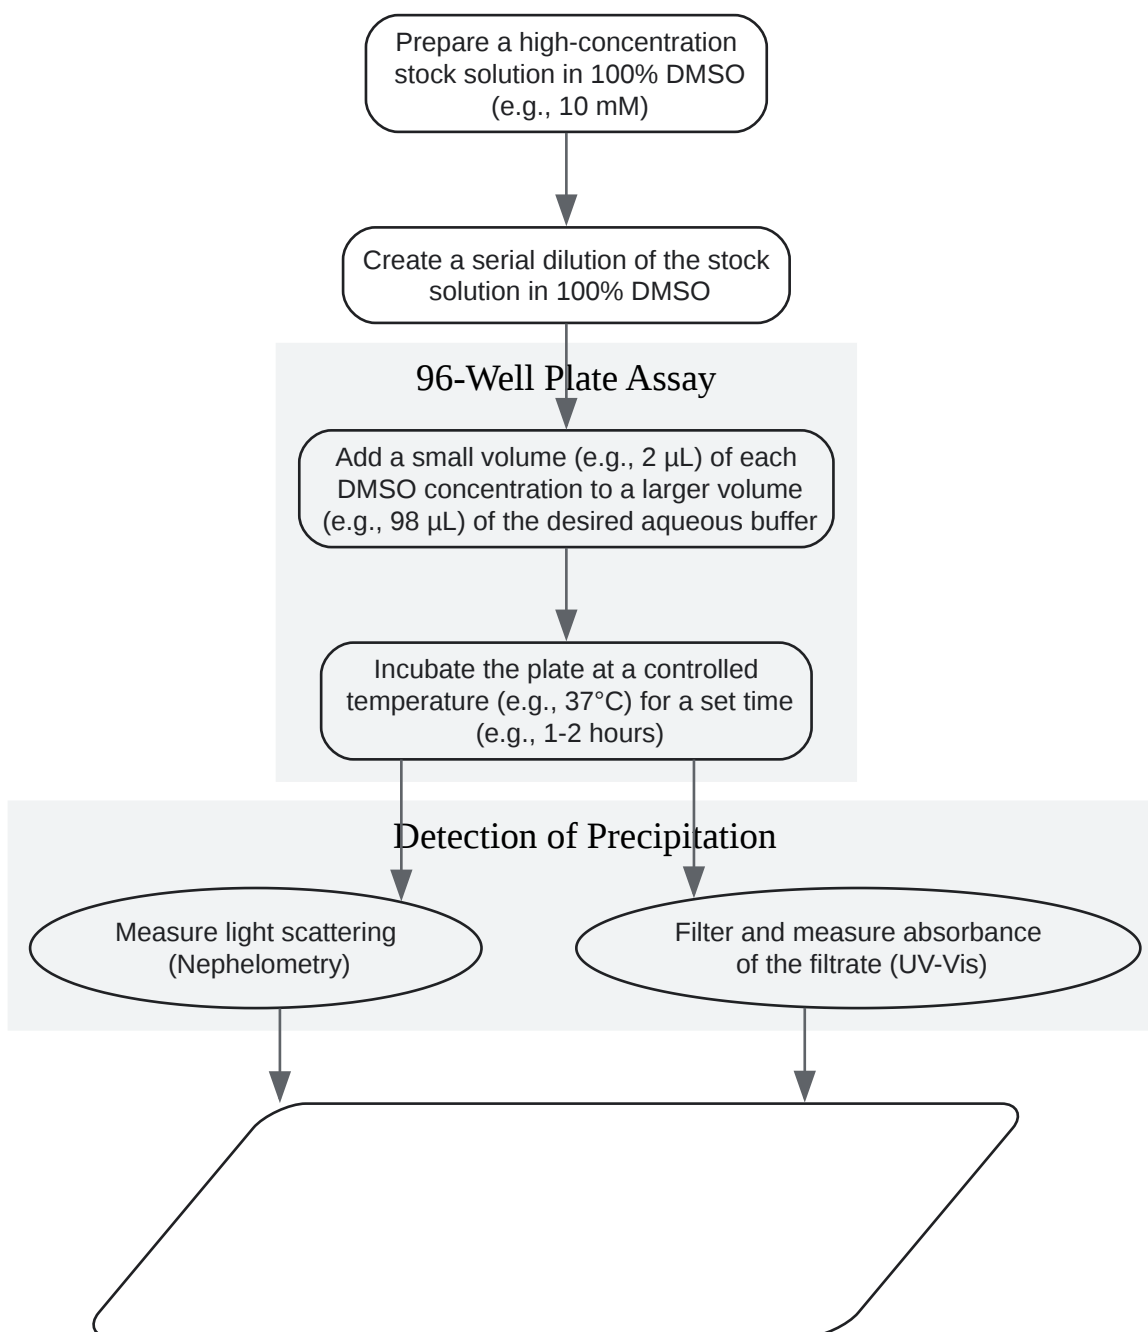 Prepare a high-concentration
stock solution in 100% DMSO
(e.g., 10 mM)
Create a serial dilution of the stock
solution in 100% DMSO
96-Well Plate Assay
Add a small volume (e.g., 2 µL) of each
DMSO concentration to a larger volume
(e.g., 98 µL) of the desired aqueous buffer
Incubate the plate at a controlled
temperature (e.g., 37°C) for a set time
(e.g., 1-2 hours)
Detection of Precipitation
Measure light scattering
(Nephelometry)
Filter and measure absorbance
of the filtrate (UV-Vis)